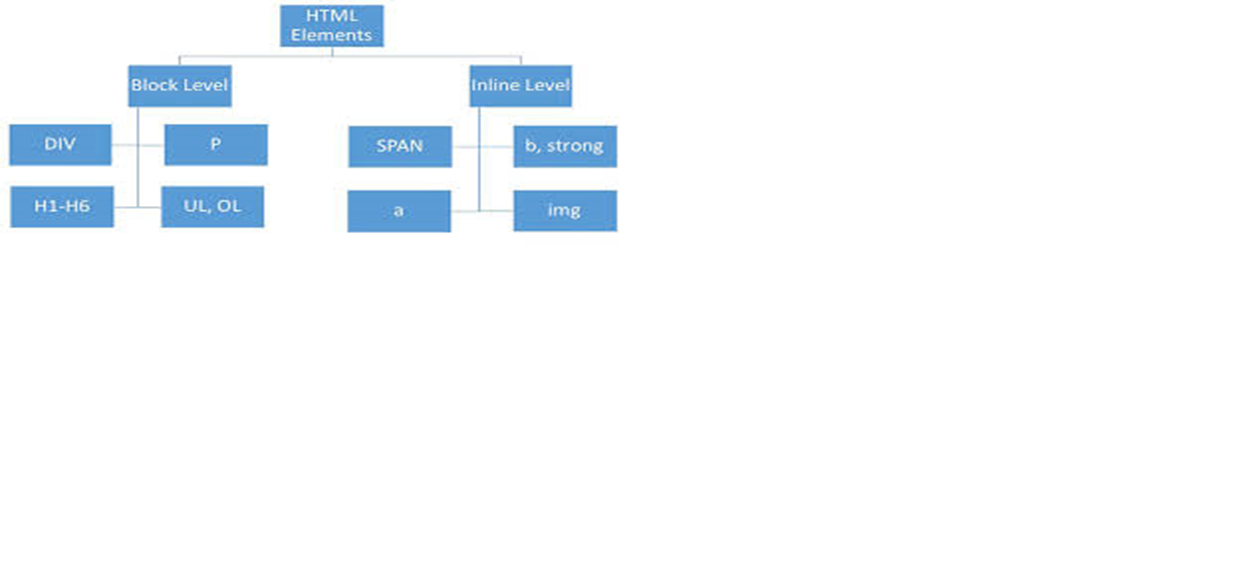 HTML
Elements
Block Level
Inline Level
DIV
P
SPAN
b, strong
H1-H6
UL, OL
a
img